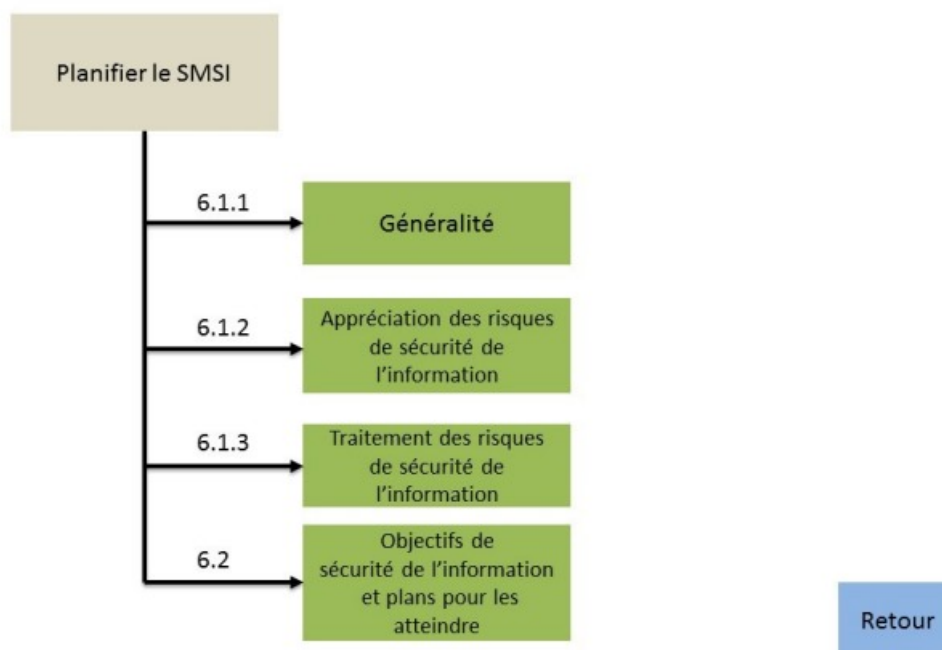 Planifier le SMSI
6.1.1
Généralité
6.1.2
Appréciation des risques
de sécurité de
l’information
6.1.3
Traitement des risques
de sécurité de
l’information
6.2
Objectifs de
sécurité de l’information
et plans pour les
atteindre
Retour